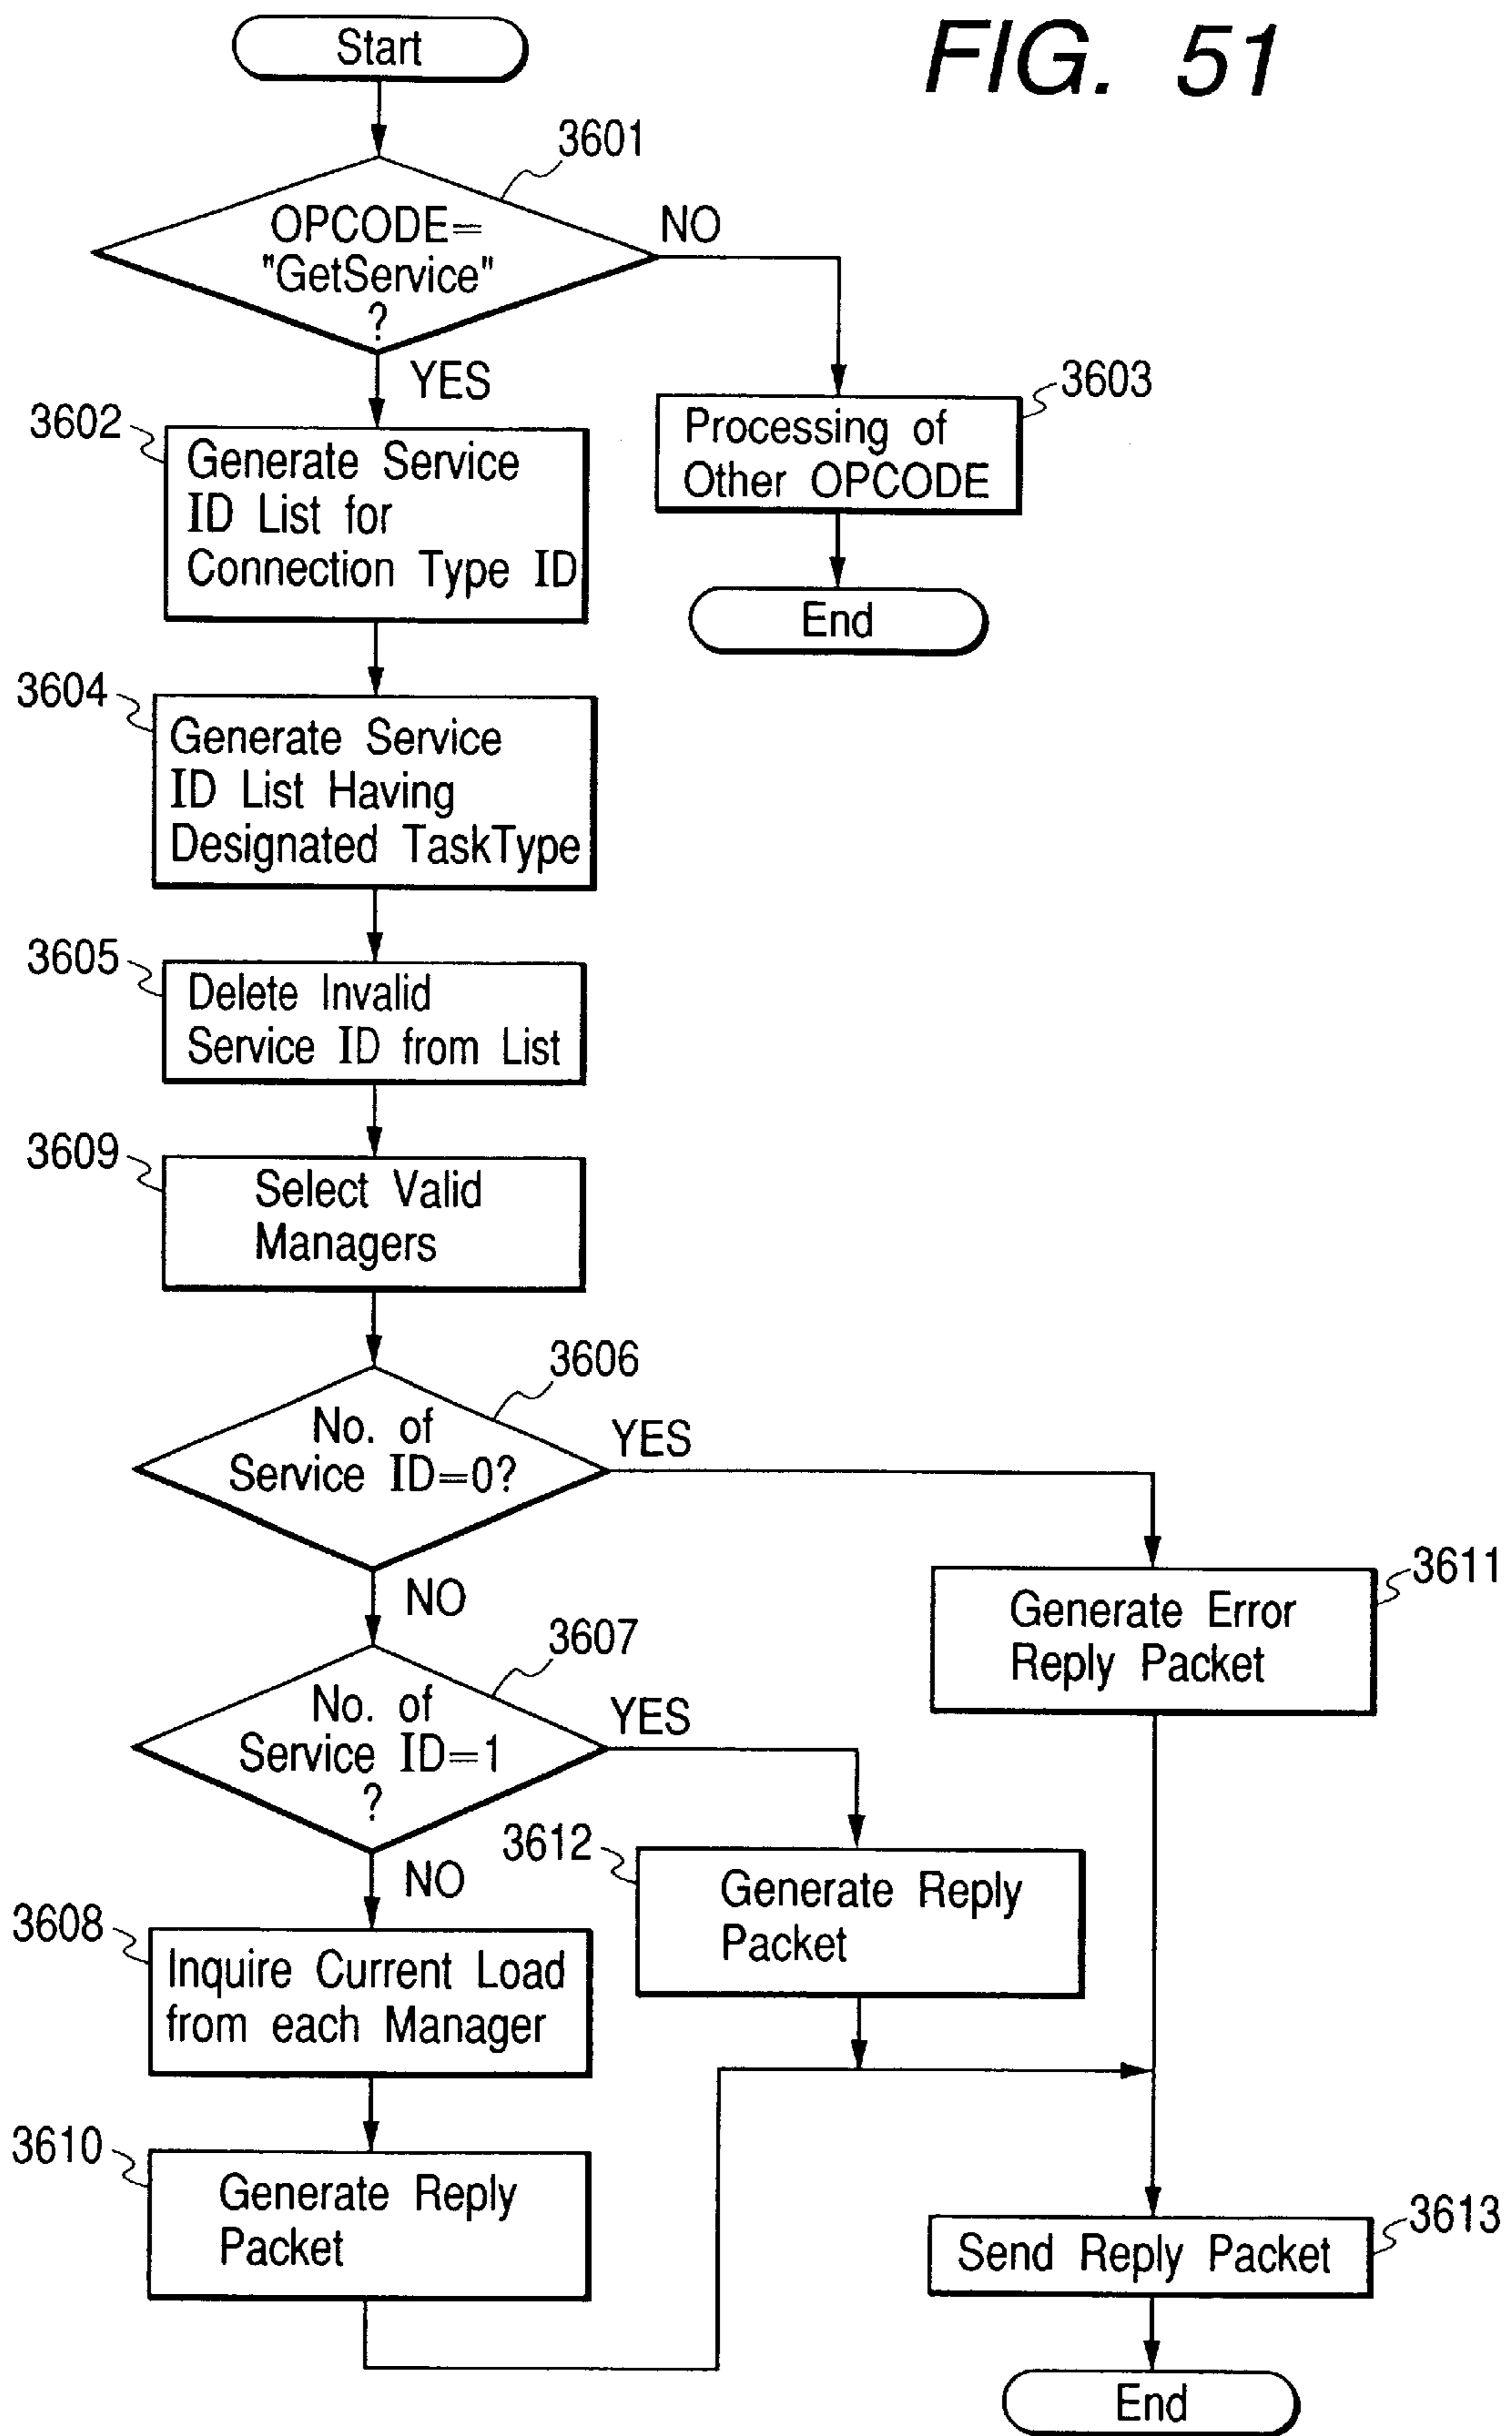 FIG. 51
Start
3601
OPCODE=
"GetService"
?
NO
YES
3602
Generate Service
ID List for
Connection Type ID
3603
Processing of
Other OPCODE
End
3604
Generate Service
ID List Having
Designated TaskType
3605
Delete Invalid
Service ID from List
3609
Select Valid
Managers
3606
No. of
Service ID=0?
YES
NO
3611
Generate Error
Reply Packet
3607
No. of
Service ID=1
?
YES
NO
3612
Generate Reply
Packet
3608
Inquire Current Load
from each Manager
3610
Generate Reply
Packet
3613
Send Reply Packet
End